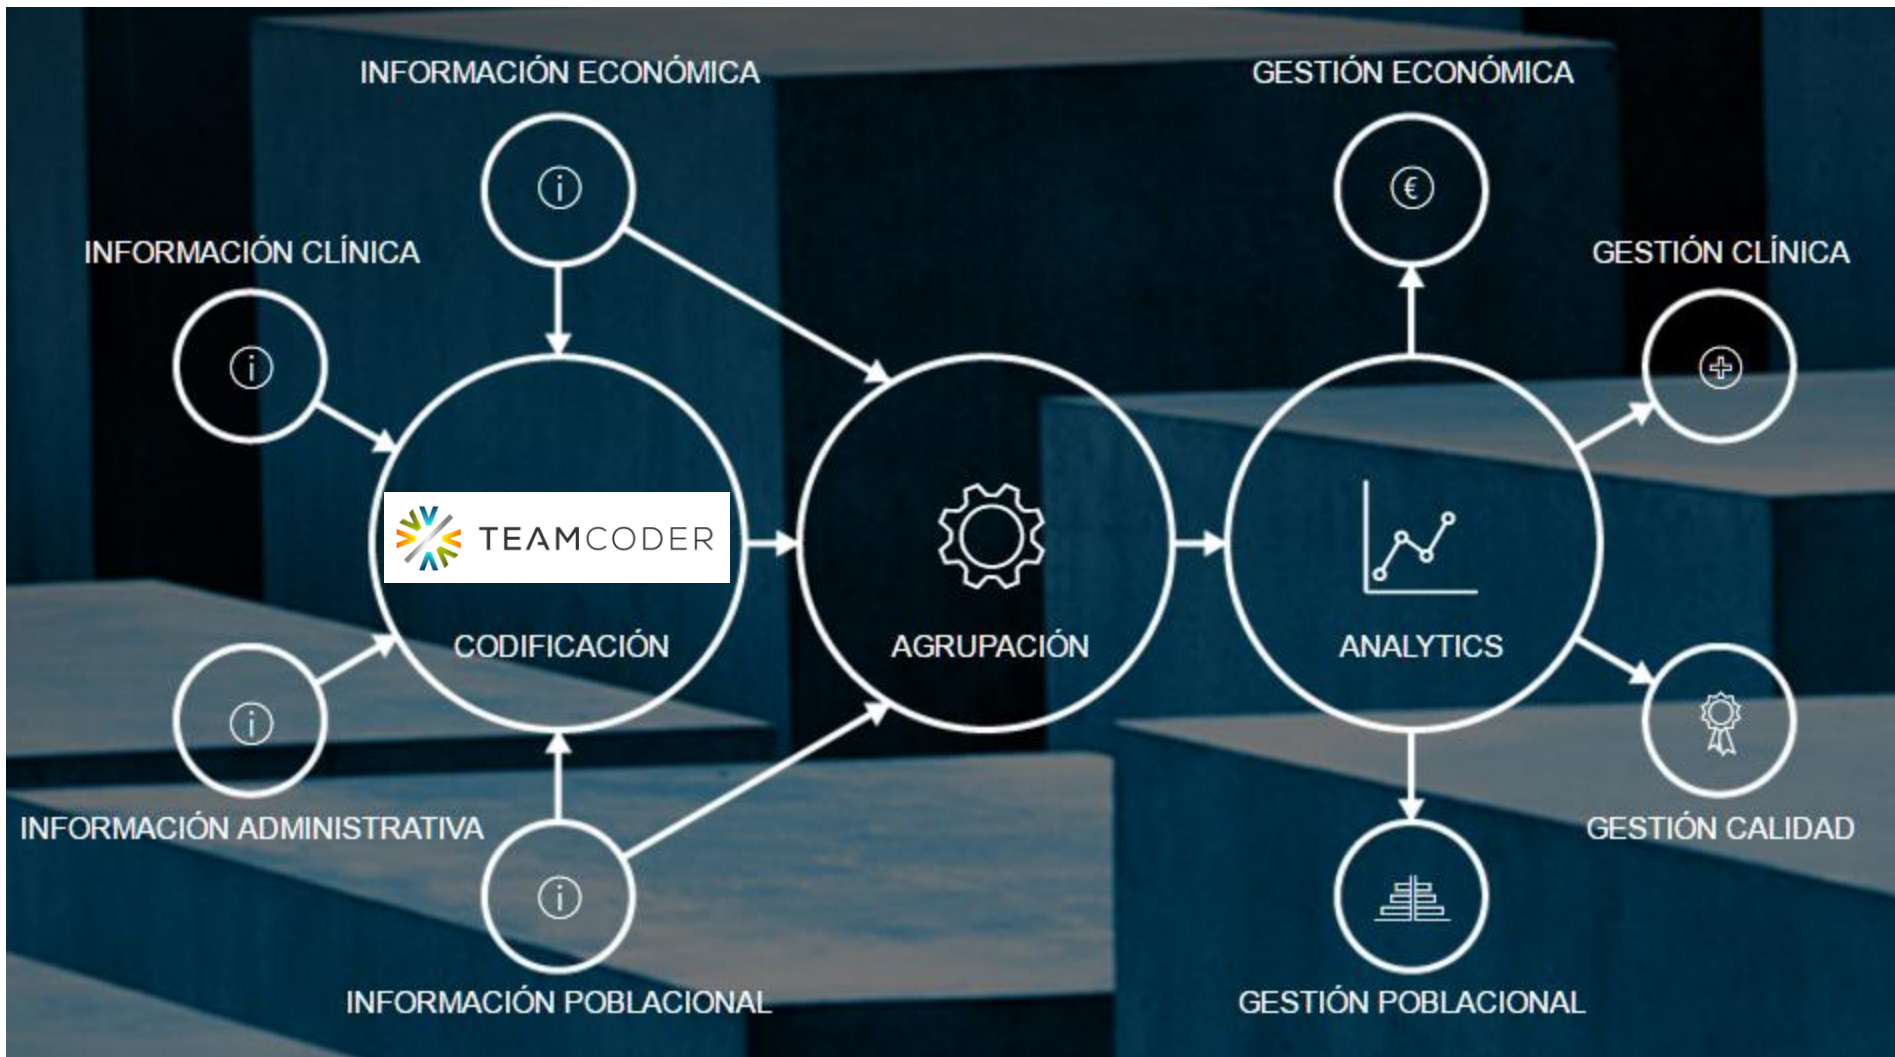 INFORMACIÓN ECONÓMICA
GESTIÓN ECONÓMICA
€
INFORMACIÓN CLÍNICA
GESTIÓN CLÍNICA
i
i
TEAMCODER
CODIFICACIÓN
AGRUPACIÓN
ANALYTICS
i
INFORMACIÓN ADMINISTRATIVA
GESTIÓN CALIDAD
i
INFORMACIÓN POBLACIONAL
GESTIÓN POBLACIONAL